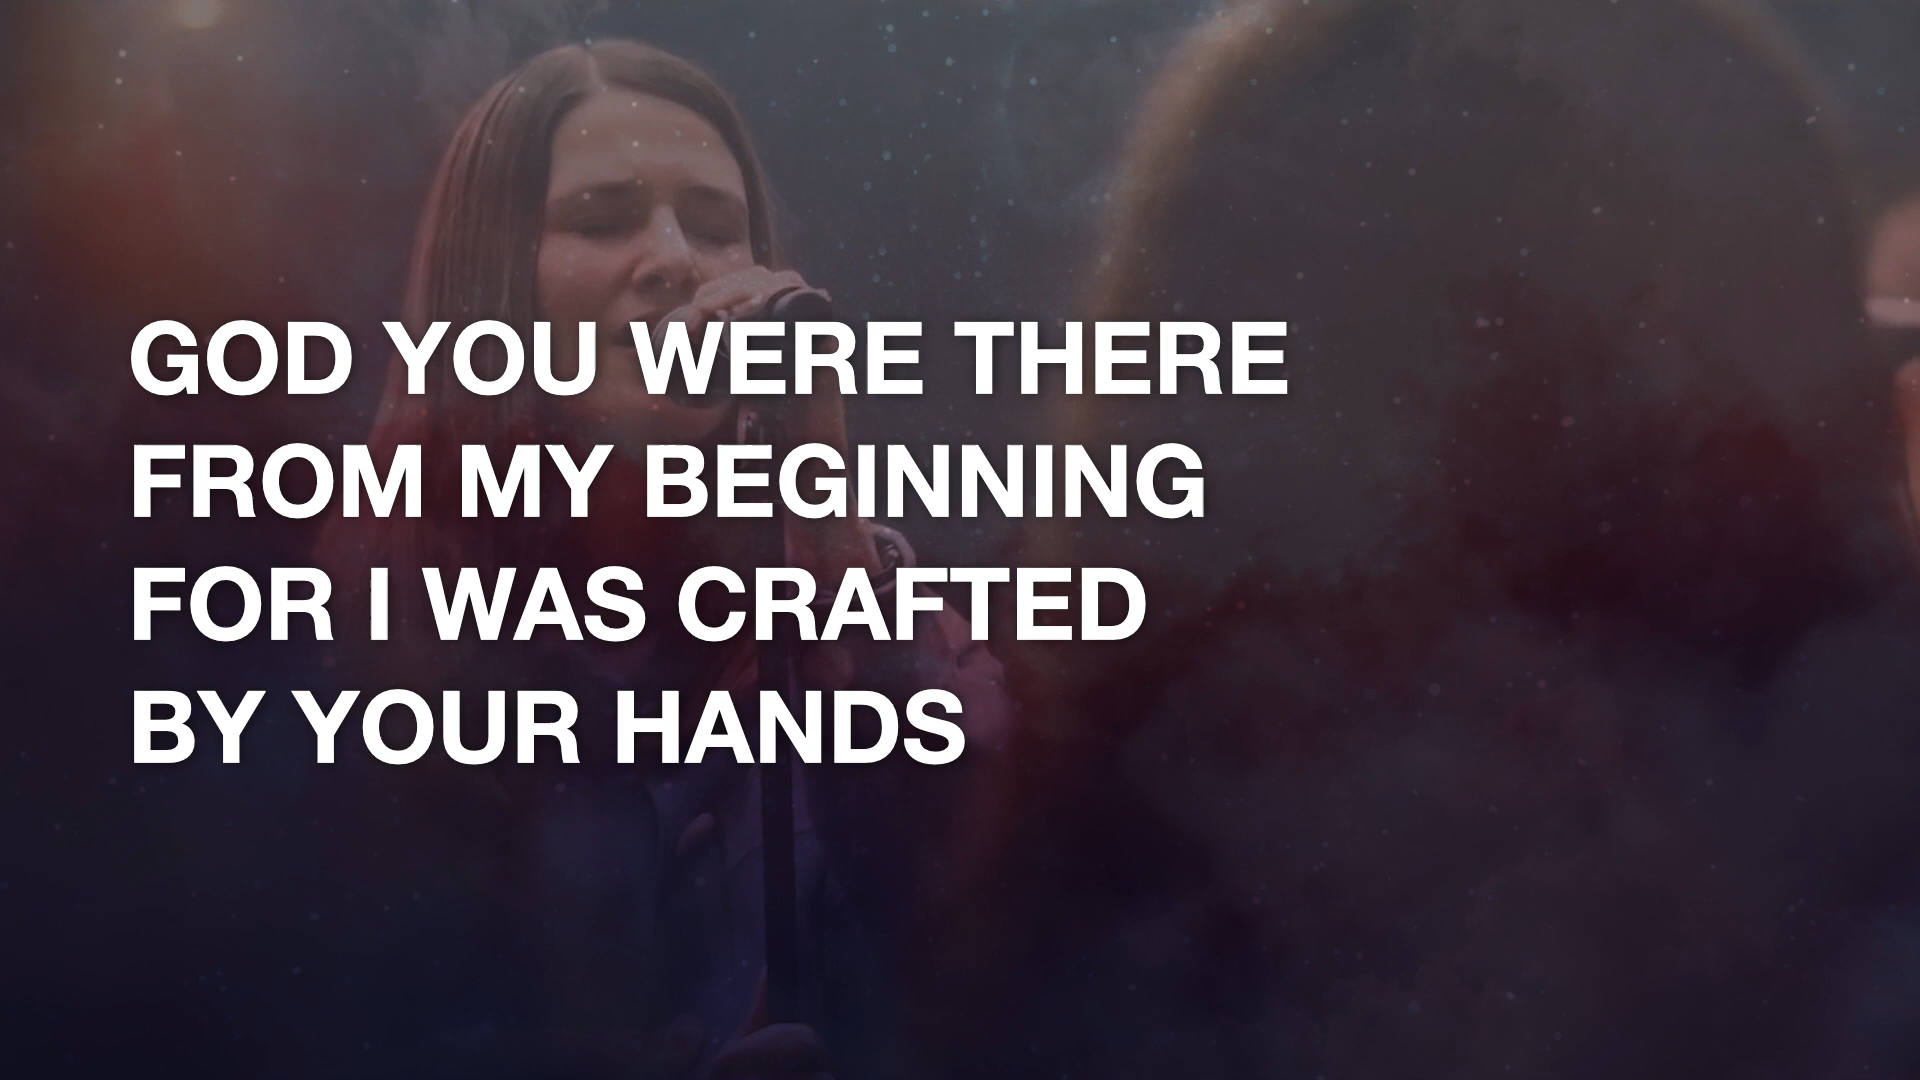 GOD YOU WERE THERE
FROM MY BEGINNING
FOR I WAS CRAFTED
BY YOUR HANDS